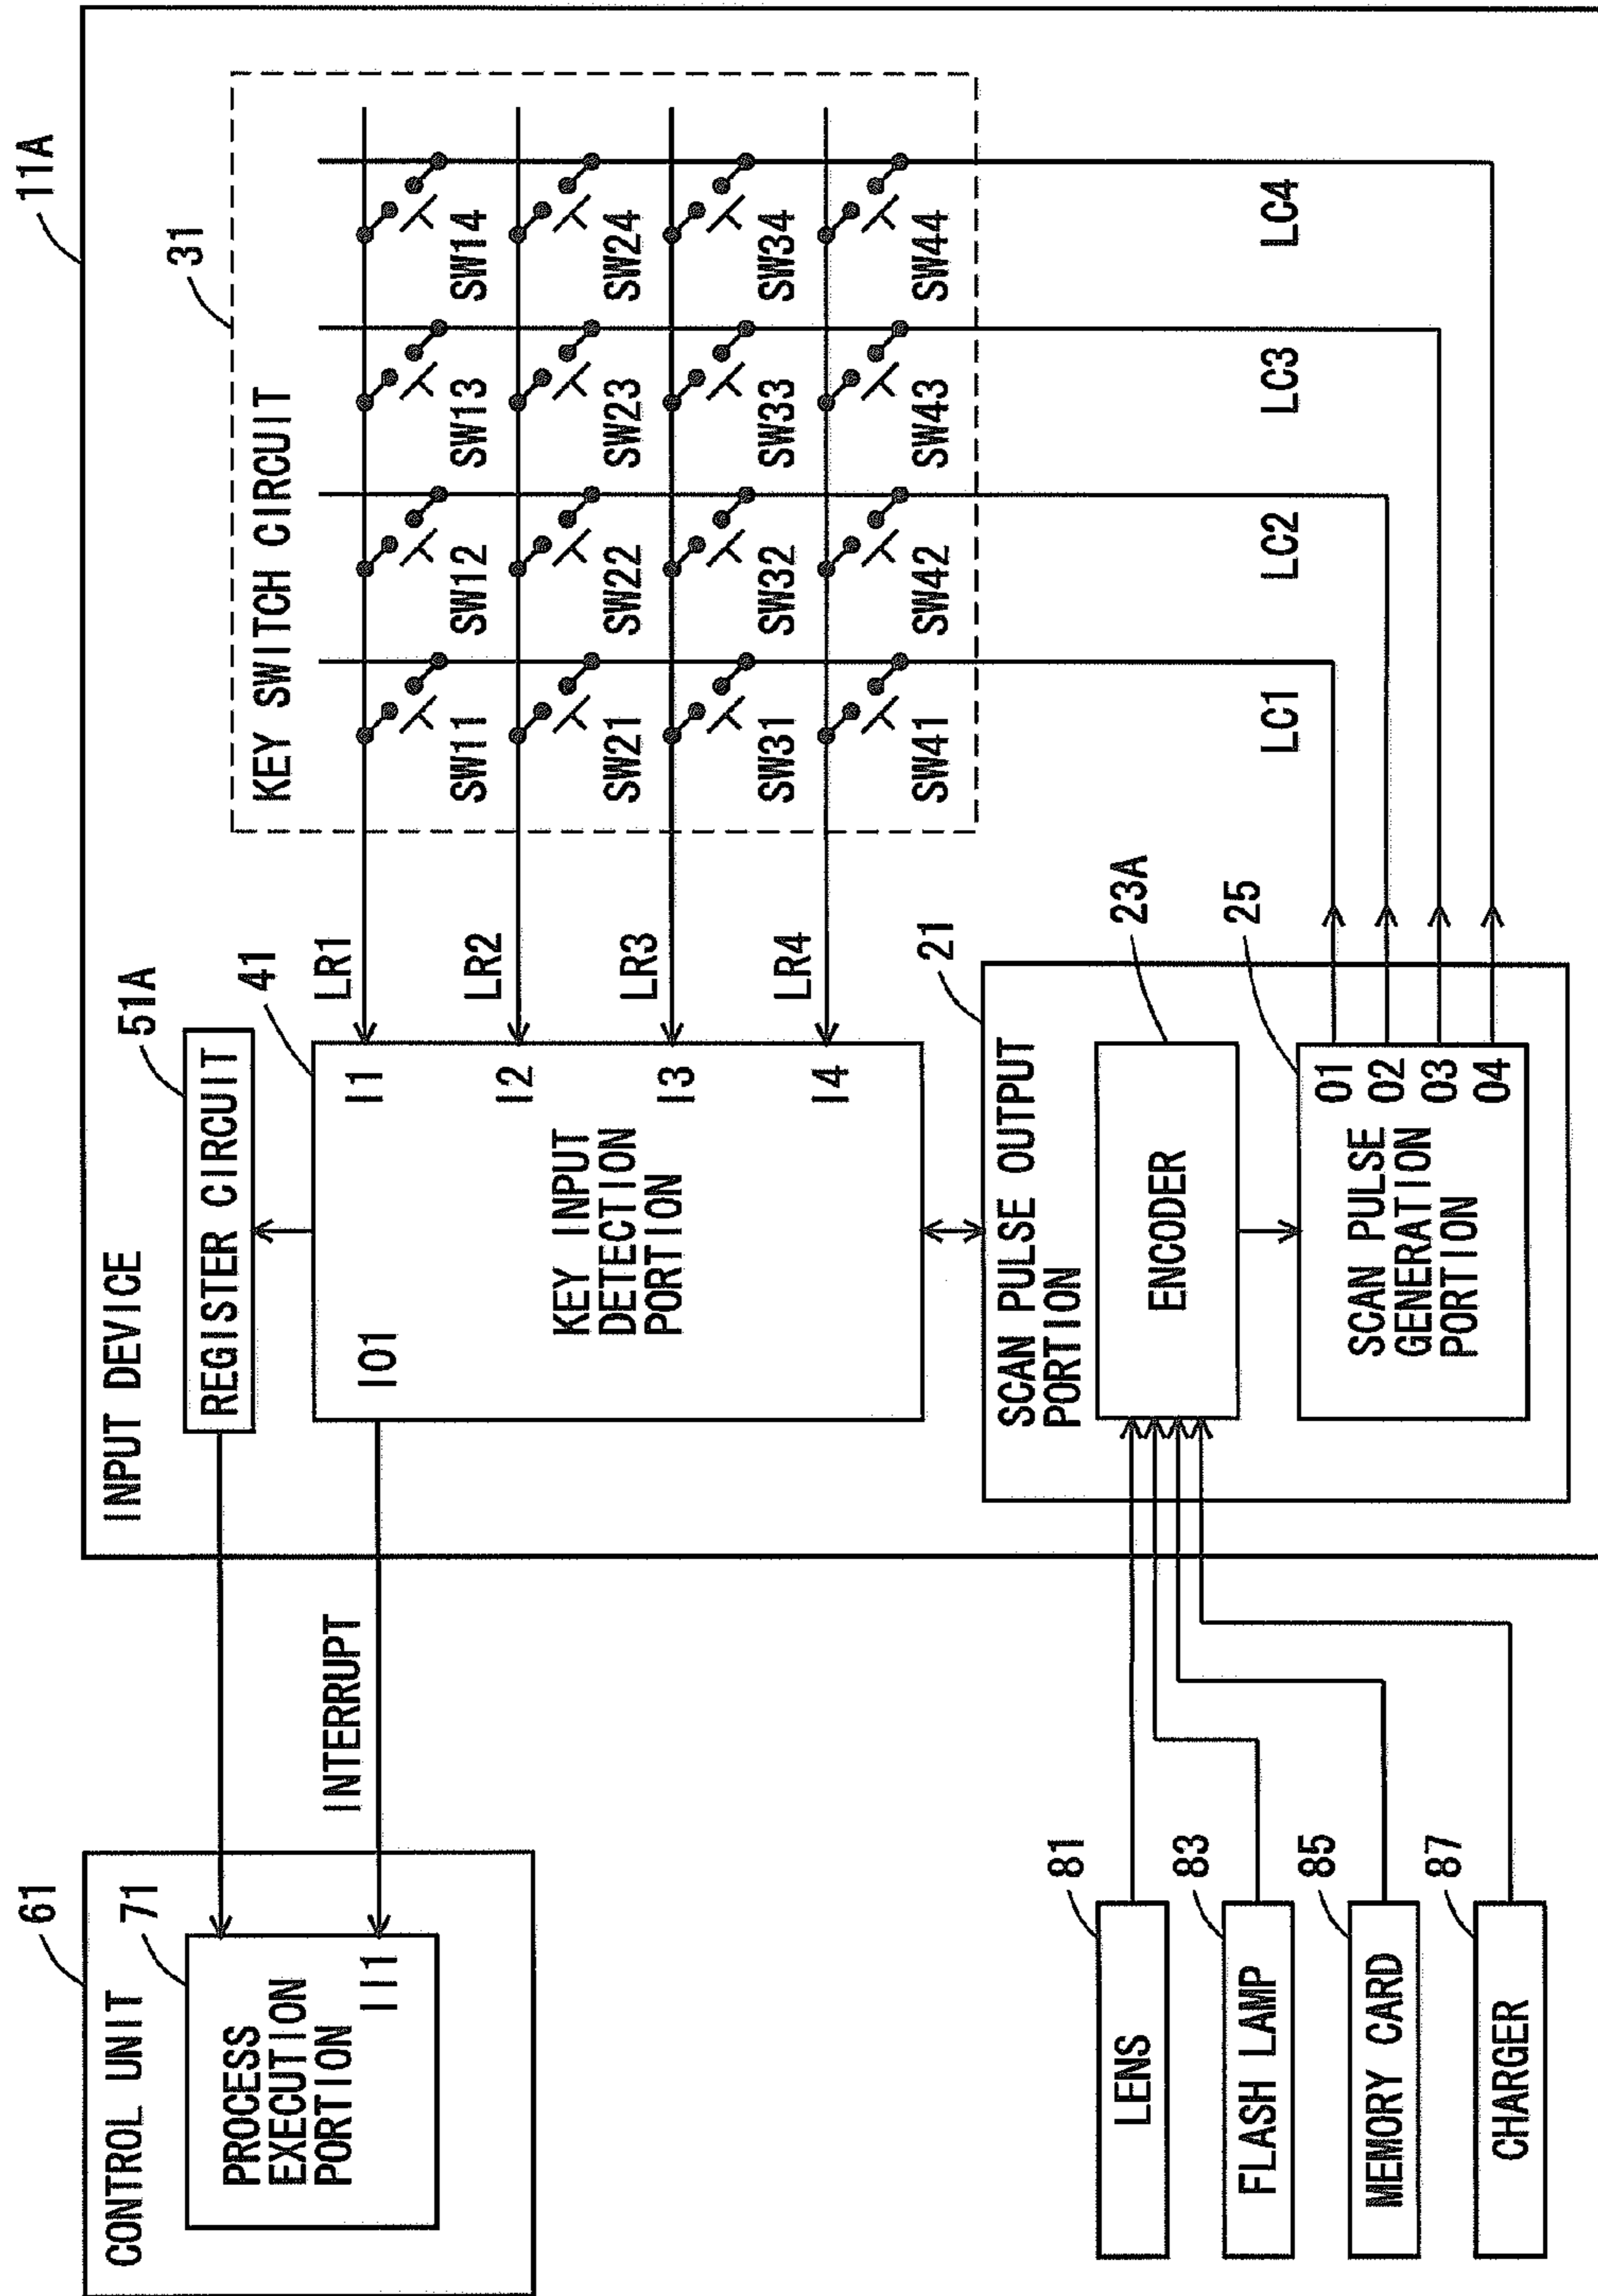 11A
INPUT DEVICE
31
KEY SWITCH CIRCUIT
SW11
SW12
SW13
SW14
SW21
SW22
SW23
SW24
SW31
SW32
SW33
SW34
SW41
SW42
SW43
SW44
LR1
LR2
LR3
LR4
LC1
LC2
LC3
LC4
51A
REGISTER CIRCUIT
41
I1
I2
I3
I4
IO1
KEY INPUT
DETECTION
PORTION
21
SCAN PULSE OUTPUT
PORTION
23A
ENCODER
25
SCAN PULSE
GENERATION
PORTION
O1
O2
O3
O4
61
CONTROL UNIT
71
PROCESS
EXECUTION
PORTION
II1
INTERRUPT
81
LENS
83
FLASH LAMP
85
MEMORY CARD
87
CHARGER